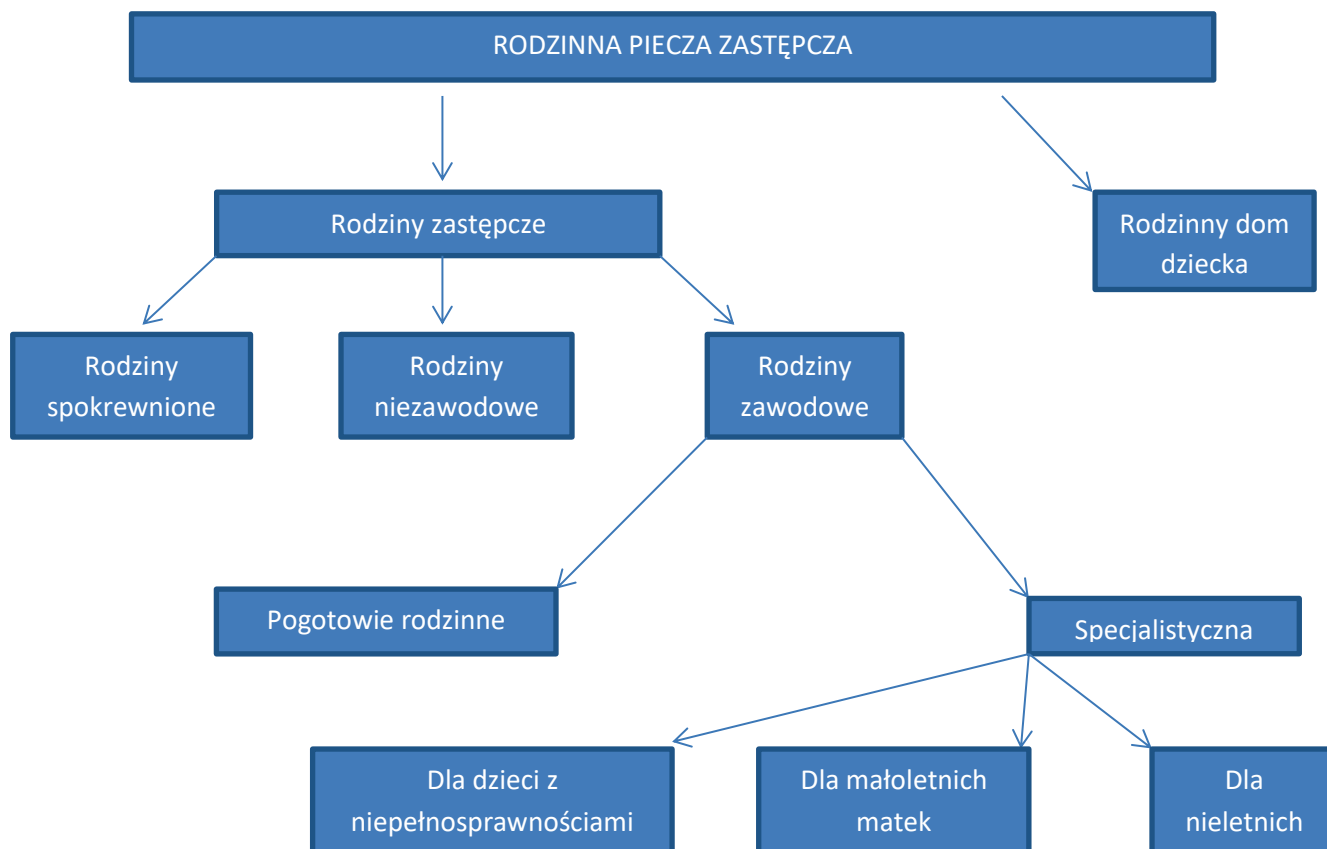 RODZINNA PIECZA ZASTĘPCZA
Rodziny zastępcze
Rodzinny dom
dziecka
Rodziny
spokrewnione
Rodziny
niezawodowe
Rodziny
zawodowe
Pogotowie rodzinne
Specjalistyczna
Dla dzieci z
niepełnosprawnościami
Dla małoletnich
matek
Dla
nieletnich